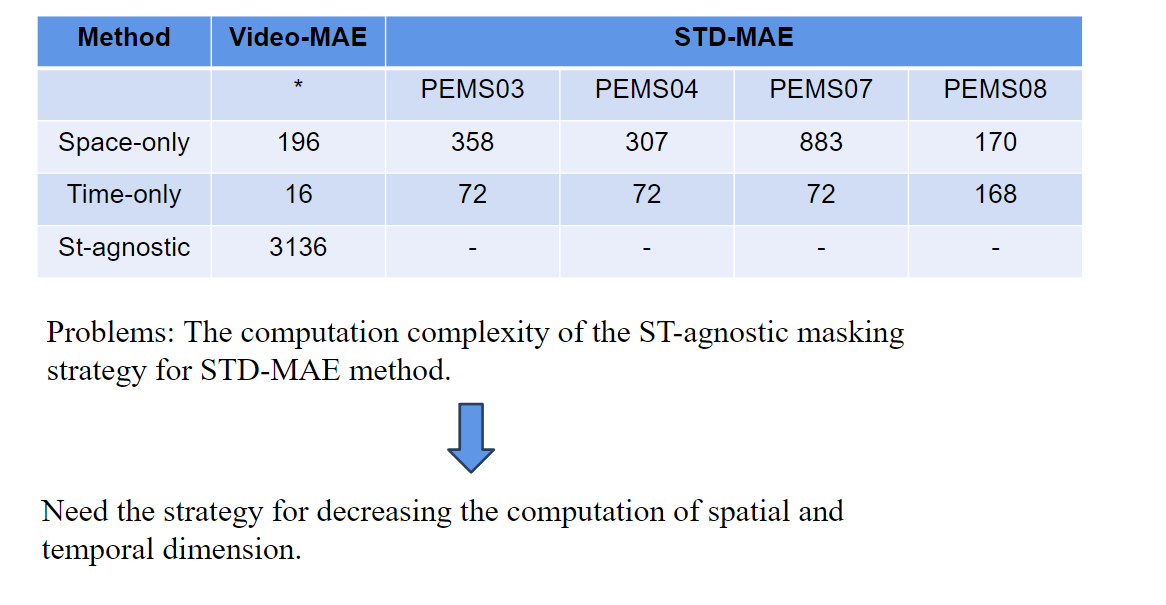 Method Video-MAE STD-MAE
* PEMS03 PEMS04 PEMS07 PEMS08
Space-only 196 358 307 883 170
Time-only 16 72 72 72 168
St-agnostic 3136 - - - -
Problems: The computation complexity of the ST-agnostic masking
strategy for STD-MAE method.
Need the strategy for decreasing the computation of spatial and
temporal dimension.